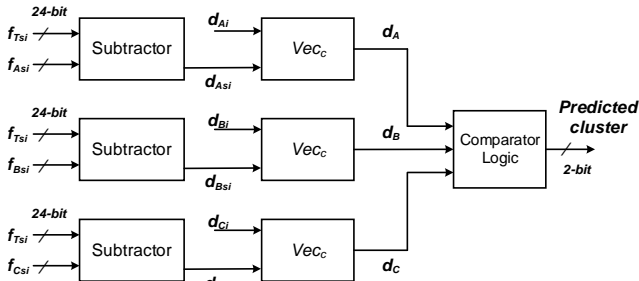 24-bit
f_Tsi
f_Asi
Subtractor
d_Ai
d_Asi
Vec_c
d_A
24-bit
f_Tsi
f_Bsi
Subtractor
d_Bi
d_Bsi
Vec_c
d_B
24-bit
f_Tsi
f_Csi
Subtractor
d_Ci
Vec_c
d_C
Comparator
Logic
Predicted
cluster
2-bit